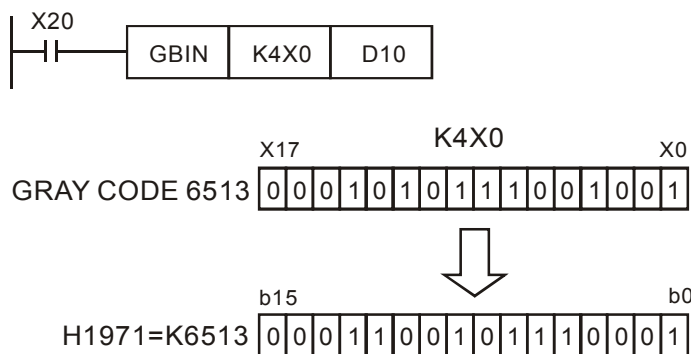 X20
GBIN K4X0 D10
K4X0
X17 X0
GRAY CODE 6513 0 0 0 1 0 1 0 1 1 1 0 0 1 0 0 1
b15 b0
H1971=K6513 0 0 0 1 1 0 0 1 0 1 1 1 0 0 0 1